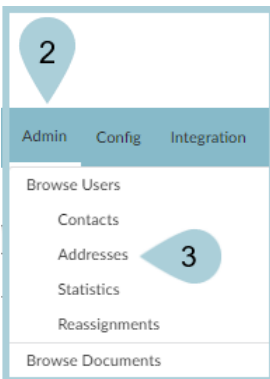 2
Admin Config Integration
Browse Users
Contacts
Addresses 3
Statistics
Reassignments
Browse Documents